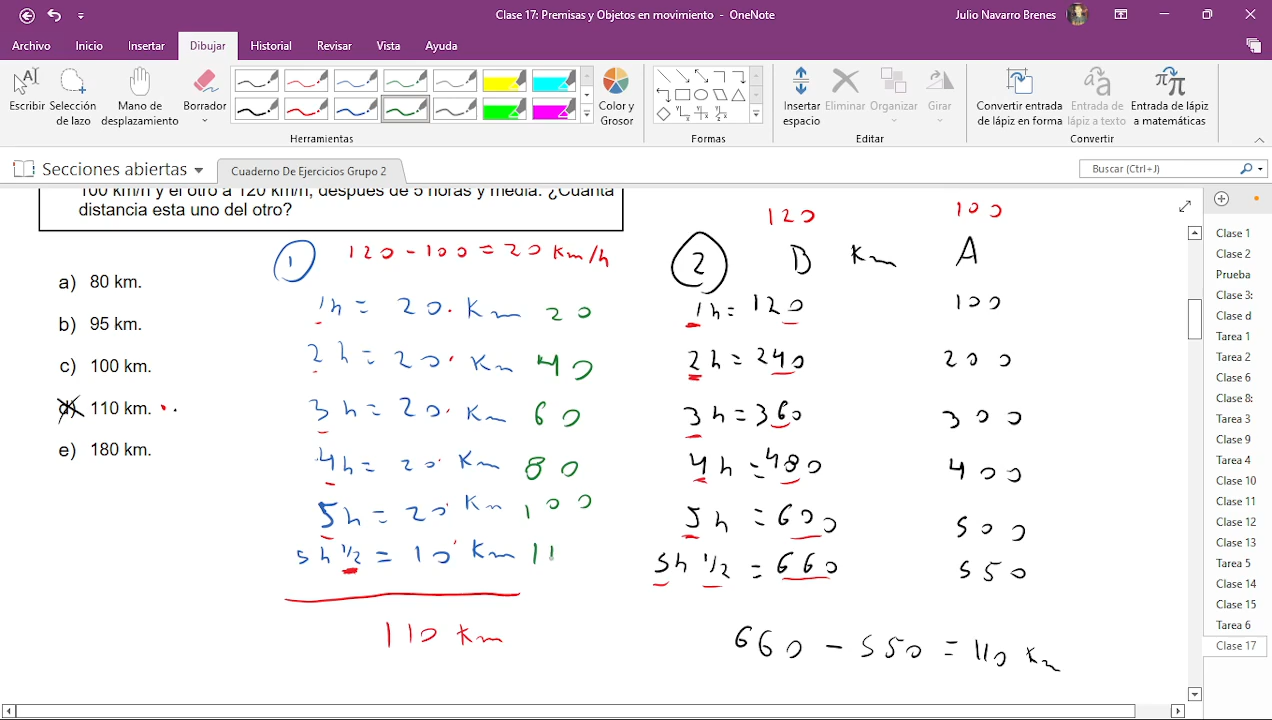 Clase 17: Premisas y Objetos en movimiento - OneNote
Julio Navarro Brenes
Archivo Inicio Insertar Dibujar Historial Revisar Vista Ayuda
Escribir Selección de lazo Mano de desplazamiento Borrador Color y Grosor Insertar espacio Eliminar Organizar Girar Convertir entrada de lápiz en forma Entrada de lápiz a texto Entrada de lápiz a matemáticas
Herramientas Formas Editar Convertir
Secciones abiertas Cuaderno De Ejercicios Grupo 2 Buscar (Ctrl+J)
100 km/h y el otro a 120 km/h, después de 5 horas y media. ¿Cuánta
distancia esta uno del otro?
a) 80 km.
b) 95 km.
c) 100 km.
d) 110 km.
e) 180 km.
1 120 - 100 = 20 Km/h
1h = 20 Km 20
2h = 20 Km 40
3h = 20 Km 60
4h = 20 Km 80
5h = 20 Km 100
5h 1/2 = 10 Km 11
110 Km
120 100
2 B Km A
1h = 120 100
2h = 240 200
3h = 360 300
4h = 480 400
5h = 600 500
5h 1/2 = 660 550
660 - 550 = 110 Km
Clase 1
Clase 2
Prueba
Clase 3:
Clase d
Tarea 1
Tarea 2
Clase 6
Clase 8:
Tarea 3
Clase 9
Tarea 4
Clase 10
Clase 11
Clase 12
Clase 13
Tarea 5
Clase 14
Clase 15
Tarea 6
Clase 17